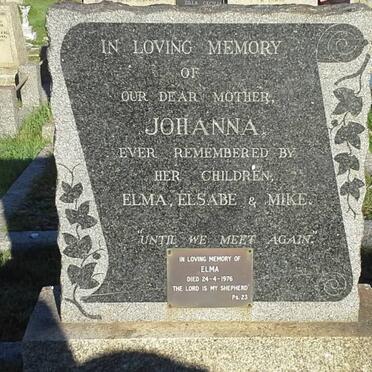 IN LOVING MEMORY
OF
OUR DEAR MOTHER,
JOHANNA.
EVER REMEMBERED BY
HER CHILDREN,
ELMA, ELSABE & MIKE.
"UNTIL WE MEET AGAIN."
IN LOVING MEMORY OF
ELMA
DIED 24-4-1976
THE LORD IS MY SHEPHERD
Ps. 23